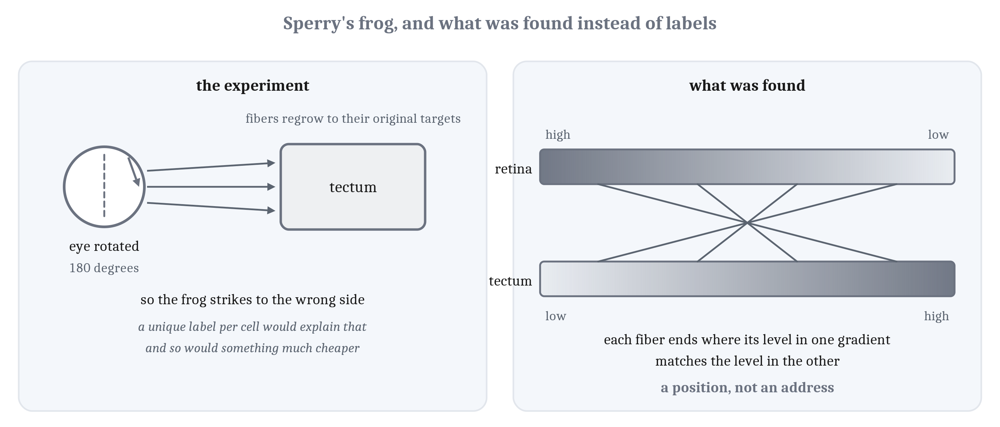 Sperry's frog, and what was found instead of labels
the experiment
fibers regrow to their original targets
tectum
eye rotated
180 degrees
so the frog strikes to the wrong side
a unique label per cell would explain that
and so would something much cheaper
what was found
high
low
retina
tectum
low
high
each fiber ends where its level in one gradient
matches the level in the other
a position, not an address